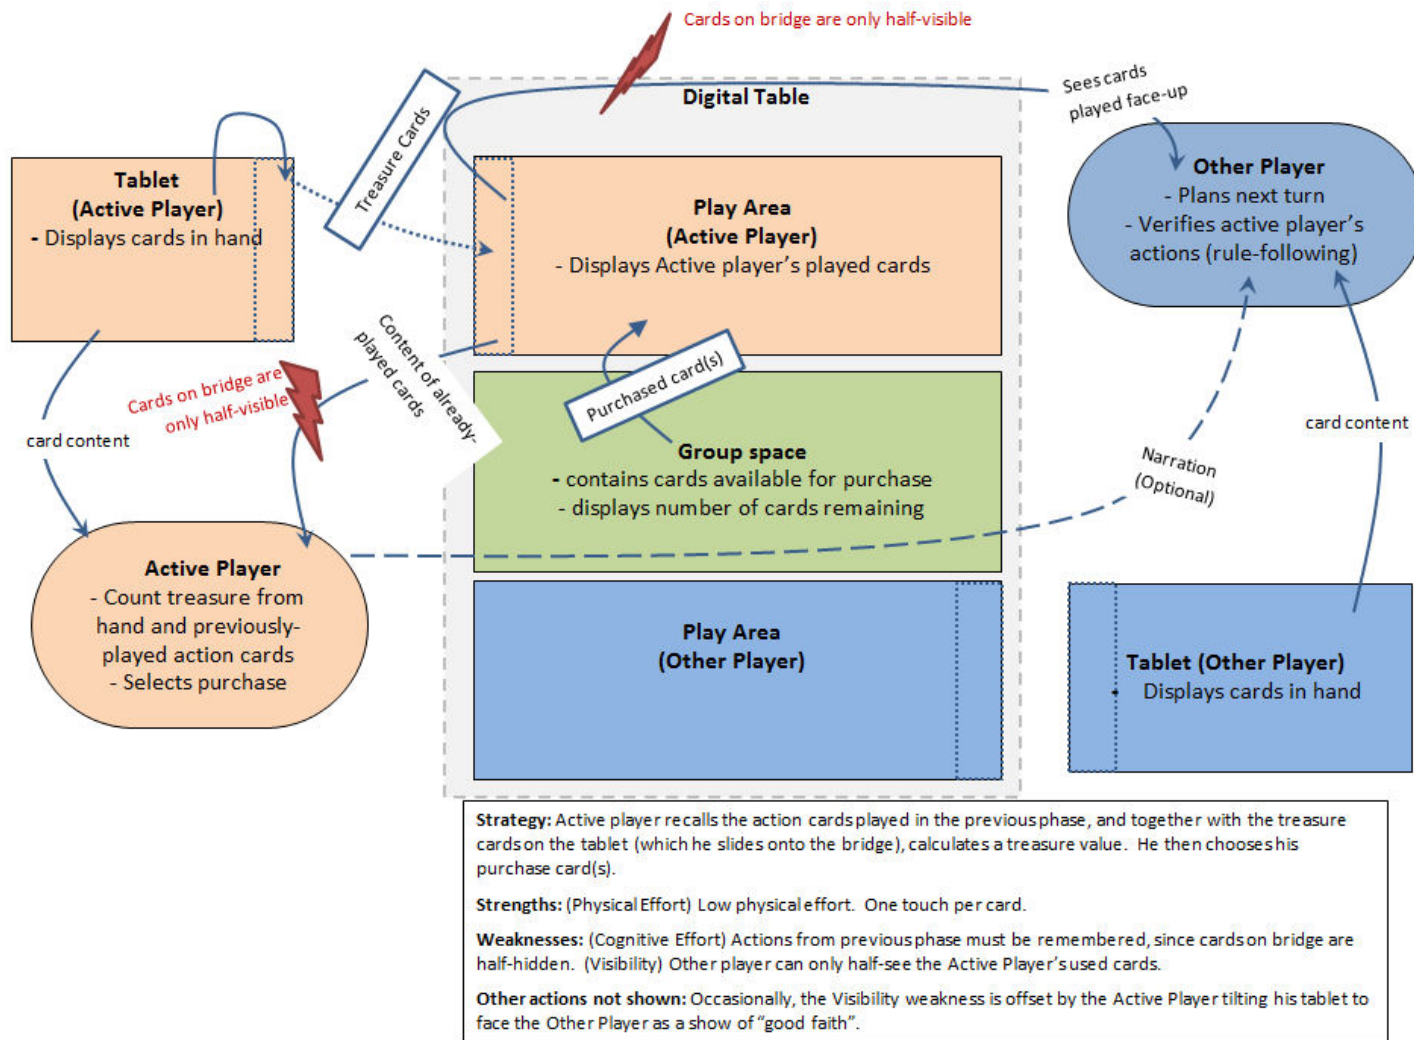 Cards on bridge are only half-visible
Digital Table
Sees cards
played face-up
Treasure Cards
Tablet
(Active Player)
- Displays cards in hand
Play Area
(Active Player)
- Displays Active player's played cards
Other Player
- Plans next turn
- Verifies active player's
actions (rule-following)
Content of already-
played cards
Cards on bridge are
only half-visible
Purchased card(s)
card content
card content
Group space
- contains cards available for purchase
- displays number of cards remaining
Narration
(Optional)
Active Player
- Count treasure from
hand and previously-
played action cards
- Selects purchase
Play Area
(Other Player)
Tablet (Other Player)
- Displays cards in hand
Strategy: Active player recalls the action cards played in the previous phase, and together with the treasure
cards on the tablet (which he slides onto the bridge), calculates a treasure value. He then chooses his
purchase card(s).
Strengths: (Physical Effort) Low physical effort. One touch per card.
Weaknesses: (Cognitive Effort) Actions from previous phase must be remembered, since cards on bridge are
half-hidden. (Visibility) Other player can only half-see the Active Player's used cards.
Other actions not shown: Occasionally, the Visibility weakness is offset by the Active Player tilting his tablet to
face the Other Player as a show of "good faith".